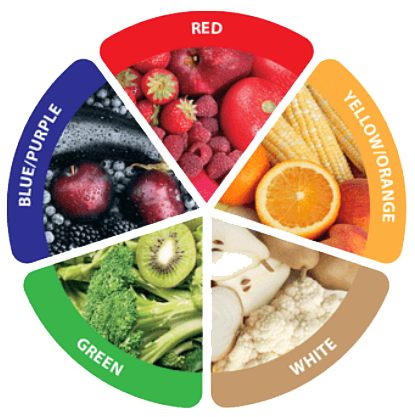 RED
YELLOW/ORANGE
WHITE
GREEN
BLUE/PURPLE